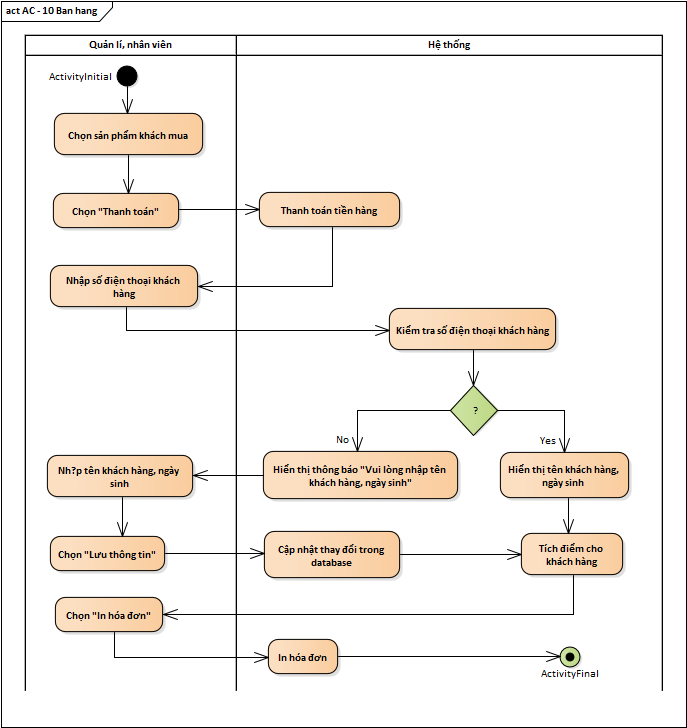 act AC - 10 Ban hang
Quản lí, nhân viên
Hệ thống
ActivityInitial
Chọn sản phẩm khách mua
Chọn "Thanh toán"
Thanh toán tiền hàng
Nhập số điện thoại khách
hàng
Kiểm tra số điện thoại khách hàng
?
No
Yes
Nh?p tên khách hàng, ngày
sinh
Hiển thị thông báo "Vui lòng nhập tên
khách hàng, ngày sinh"
Hiển thị tên khách hàng,
ngày sinh
Chọn "Lưu thông tin"
Cập nhật thay đổi trong
database
Tích điểm cho
khách hàng
Chọn "In hóa đơn"
In hóa đơn
ActivityFinal